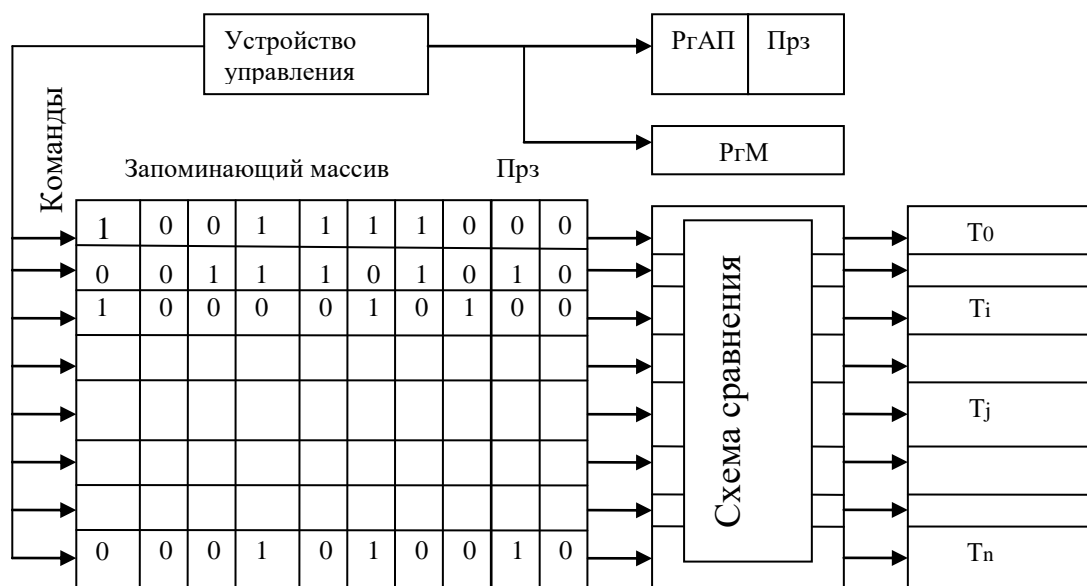 Устройство
управления
РгАП Прз
РгМ
Команды
Запоминающий массив Прз
1 0 0 1 1 1 1 0 0 0
0 0 1 1 1 0 1 0 1 0
1 0 0 0 0 1 0 1 0 0
0 0 0 1 0 1 0 0 1 0
Схема сравнения
T0
Ti
Tj
Tn